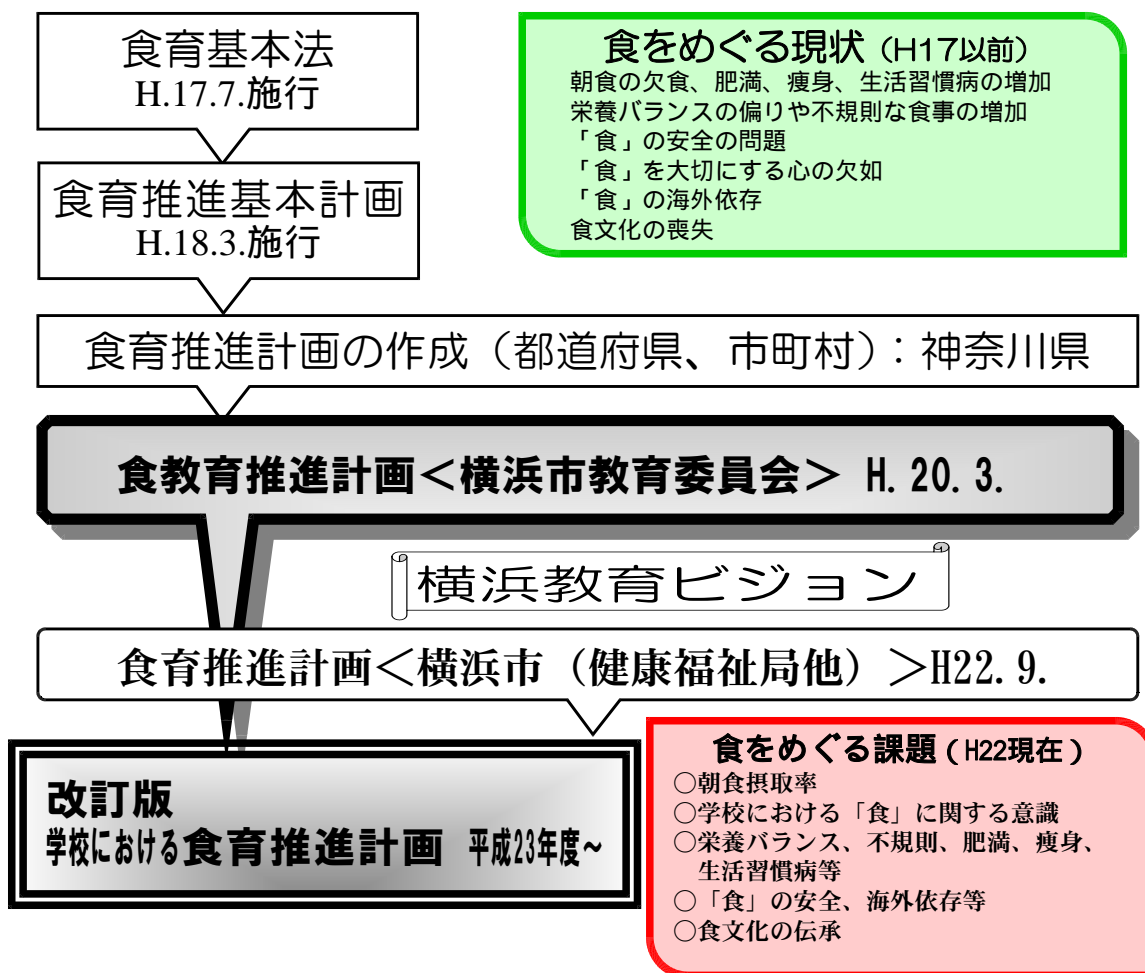 食育基本法
H.17.7.施行
食をめぐる現状（H17以前）
朝食の欠食、肥満、痩身、生活習慣病の増加
栄養バランスの偏りや不規則な食事の増加
「食」の安全の問題
「食」を大切にする心の欠如
「食」の海外依存
食文化の喪失
食育推進基本計画
H.18.3.施行
食育推進計画の作成（都道府県、市町村）：神奈川県
食教育推進計画＜横浜市教育委員会＞ H.20.3.
横浜教育ビジョン
食育推進計画＜横浜市（健康福祉局他）＞H22.9.
改訂版
学校における食育推進計画 平成23年度～
食をめぐる課題（H22現在）
○朝食摂取率
○学校における「食」に関する意識
○栄養バランス、不規則、肥満、痩身、
生活習慣病等
○「食」の安全、海外依存等
○食文化の伝承